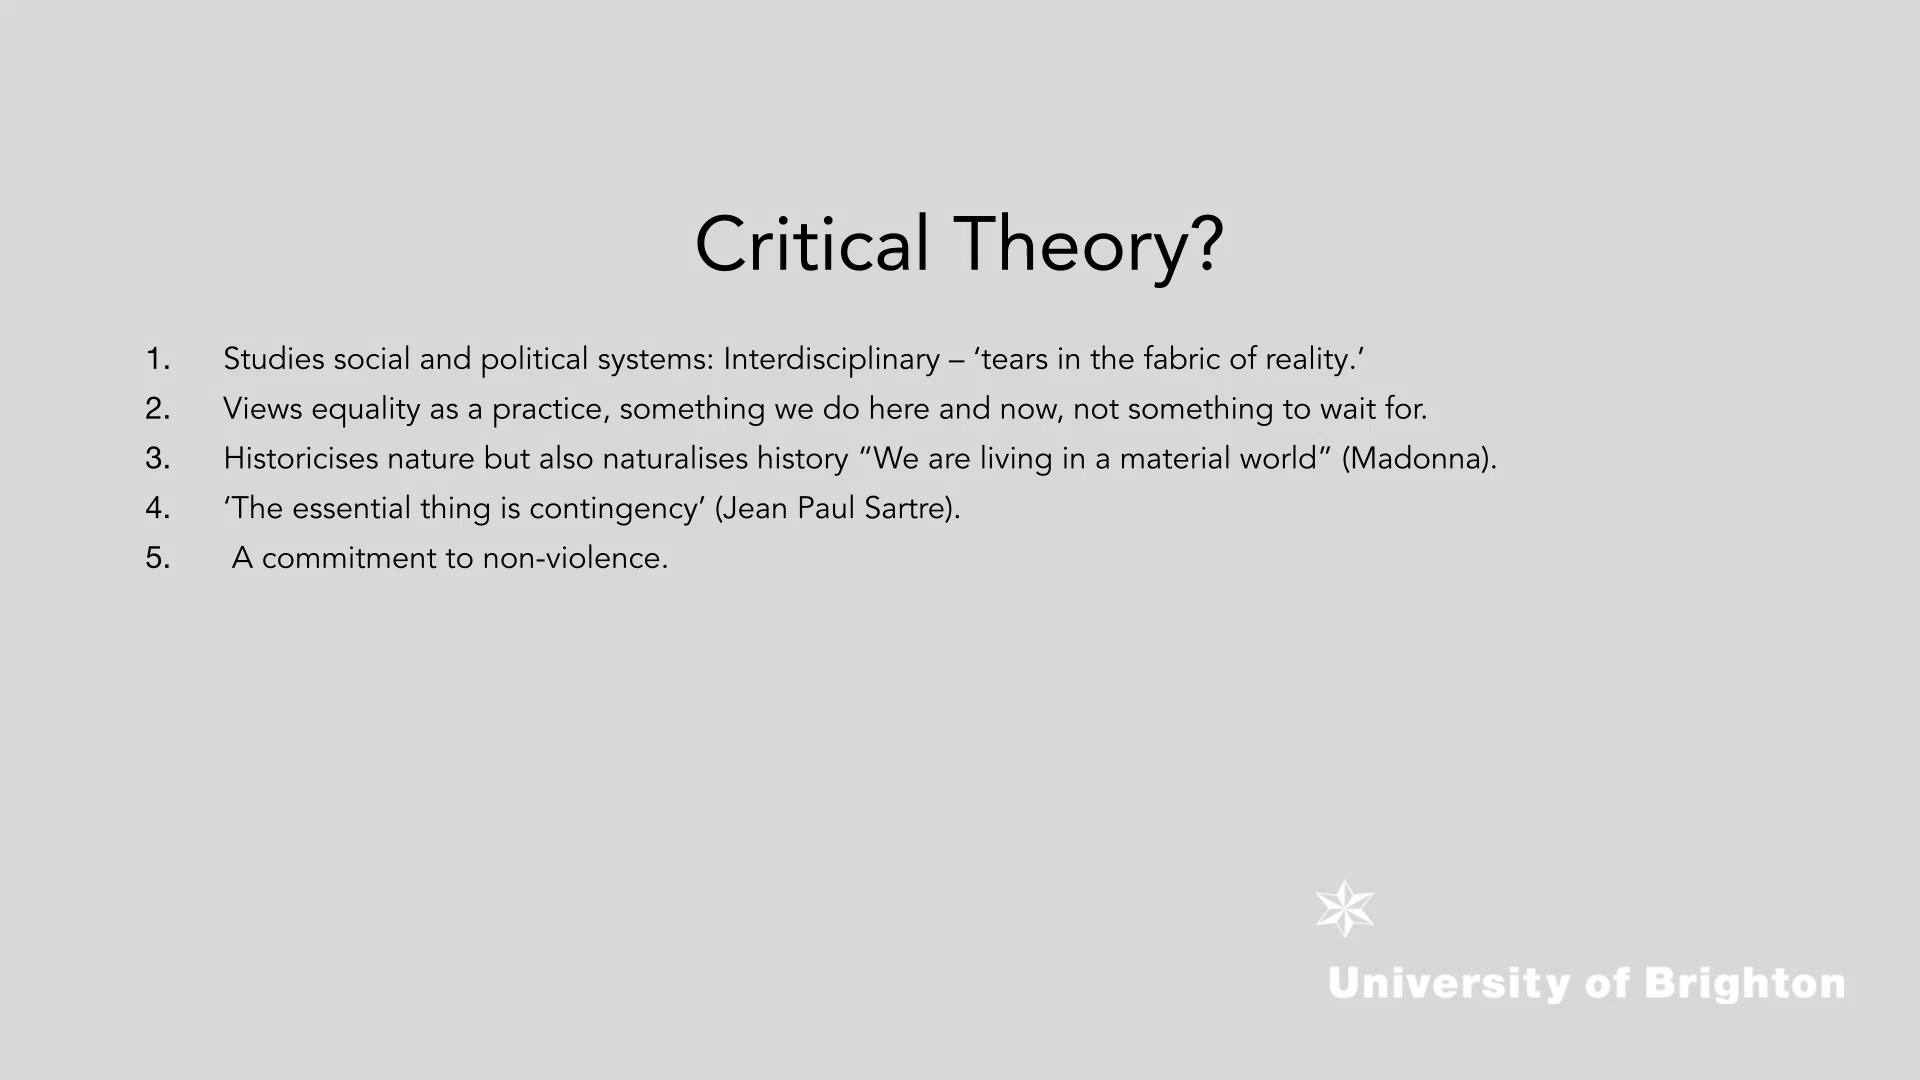 Critical Theory?
1. Studies social and political systems: Interdisciplinary – ‘tears in the fabric of reality.’
2. Views equality as a practice, something we do here and now, not something to wait for.
3. Historicises nature but also naturalises history “We are living in a material world” (Madonna).
4. ‘The essential thing is contingency’ (Jean Paul Sartre).
5. A commitment to non-violence.
University of Brighton